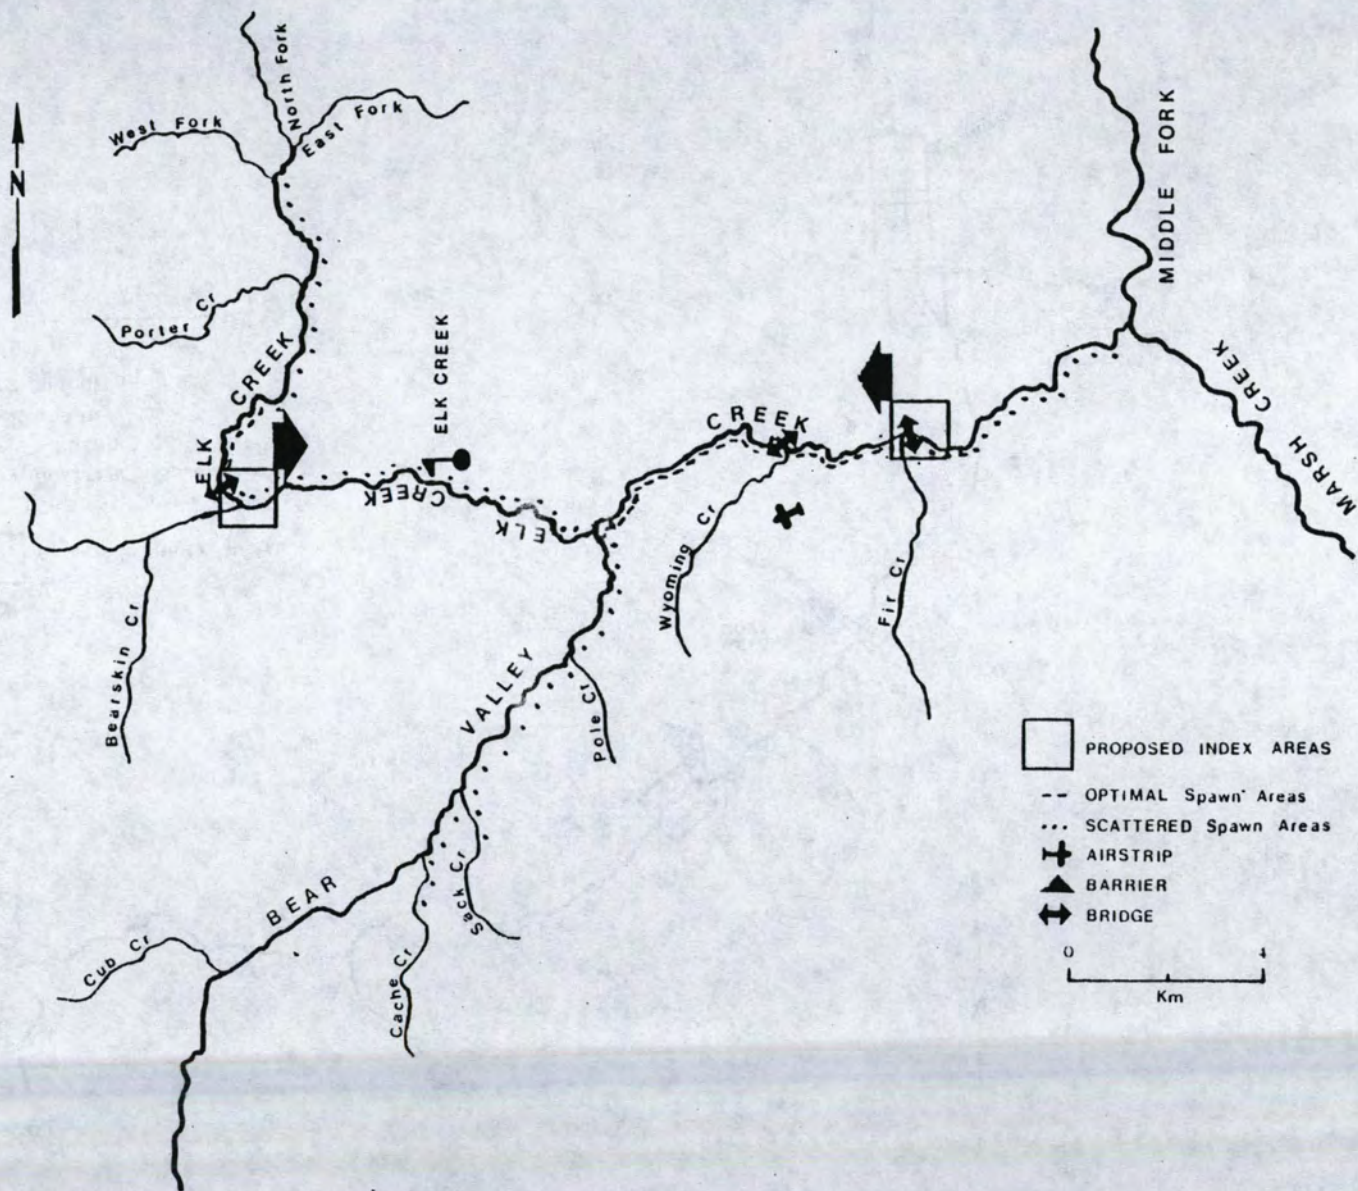 North Fork
West Fork
East Fork
N
MIDDLE FORK
Porter Cr
ELK CREEK
ELK CREEK
CREEK
MARSH CREEK
ELK CREEK
Wyoming Cr
Fir Cr
Bearskin Cr
BEAR VALLEY
Pole Cr
Sack Cr
Cub Cr
Cache Cr
PROPOSED INDEX AREAS
OPTIMAL Spawn Areas
SCATTERED Spawn Areas
AIRSTRIP
BARRIER
BRIDGE
0 4
Km